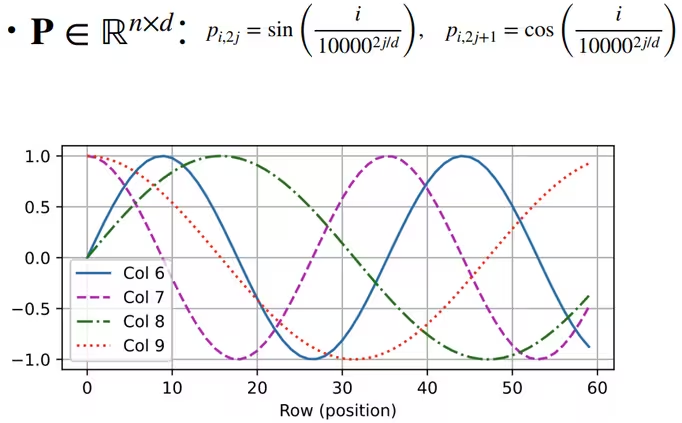 • P ∈ ℝⁿˣᵈ: p_{i,2j} = sin(i / 10000^{2j/d}), p_{i,2j+1} = cos(i / 10000^{2j/d})
1.0
0.5
0.0
−0.5
−1.0
Col 6
Col 7
Col 8
Col 9
0 10 20 30 40 50 60
Row (position)